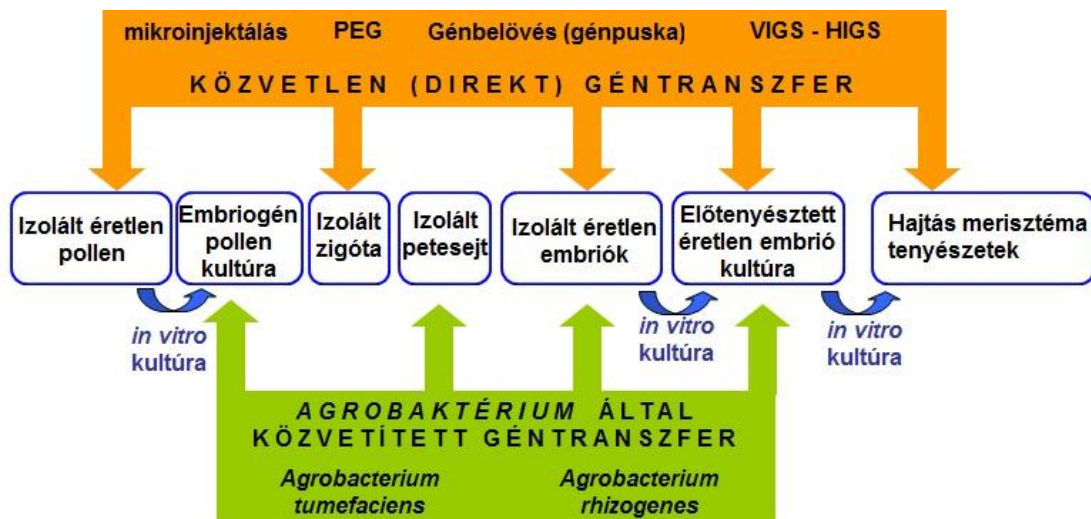 mikroinjektálás PEG Génbelövés (génpuska) VIGS - HIGS
KÖZVETLEN (DIREKT) GÉNTRANSZFER
Izolált éretlen
pollen
Embriogén
pollen
kultúra
Izolált
zigóta
Izolált
petesejt
Izolált éretlen
embriók
Előtenyésztett
éretlen embrió
kultúra
Hajtás merisztéma
tenyészetek
in vitro
kultúra
in vitro
kultúra
in vitro
kultúra
AGROBAKTÉRIUM ÁLTAL
KÖZVETÍTETT GÉNTRANSZFER
Agrobacterium
tumefaciens
Agrobacterium
rhizogenes